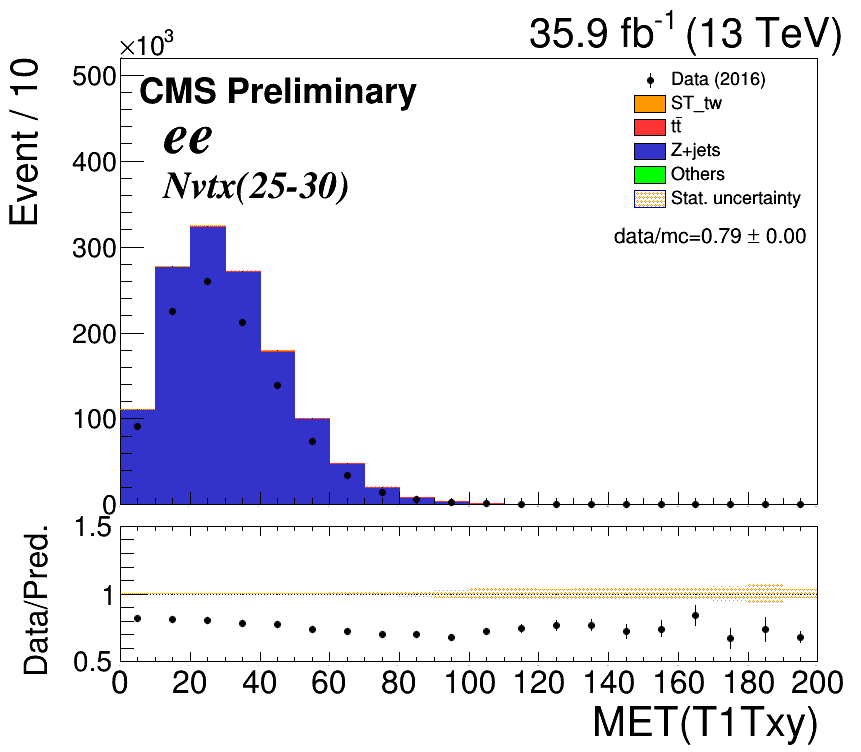 35.9 fb⁻¹ (13 TeV)
×10³
Event / 10
500
400
300
200
100
0
CMS Preliminary
ee
Nvtx(25-30)
Data (2016)
ST_tw
tt̄
Z+jets
Others
Stat. uncertainty
data/mc=0.79 ± 0.00
Data/Pred.
1.5
1
0.5
0 20 40 60 80 100 120 140 160 180 200
MET(T1Txy)